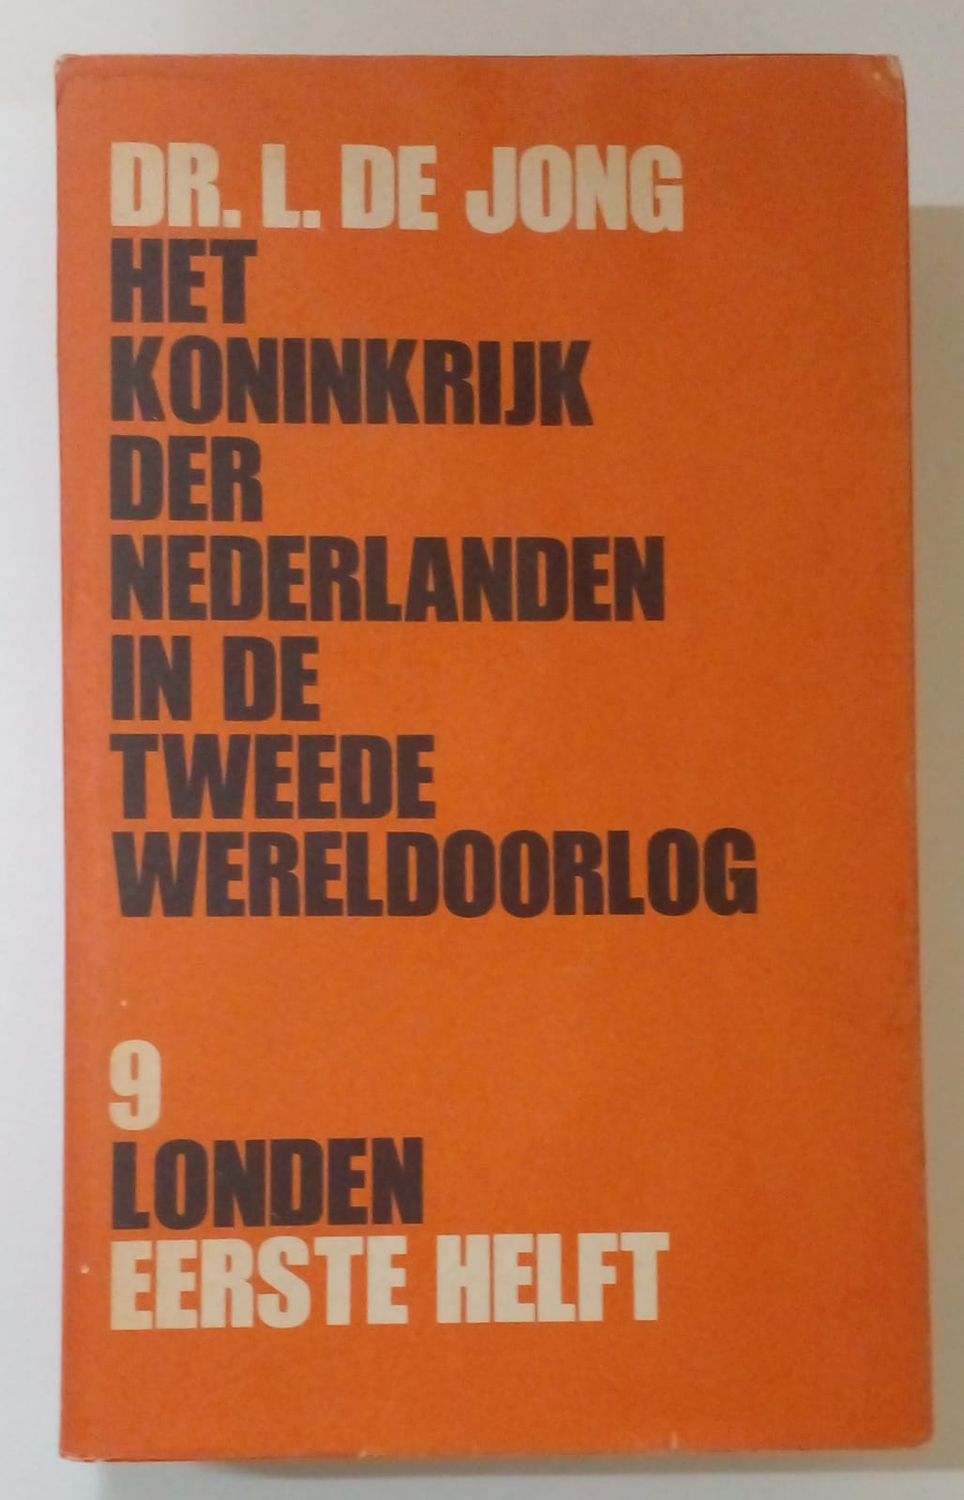 DR. L. DE JONG
HET
KONINKRIJK
DER
NEDERLANDEN
IN DE
TWEEDE
WERELDOORLOG
9
LONDEN
EERSTE HELFT